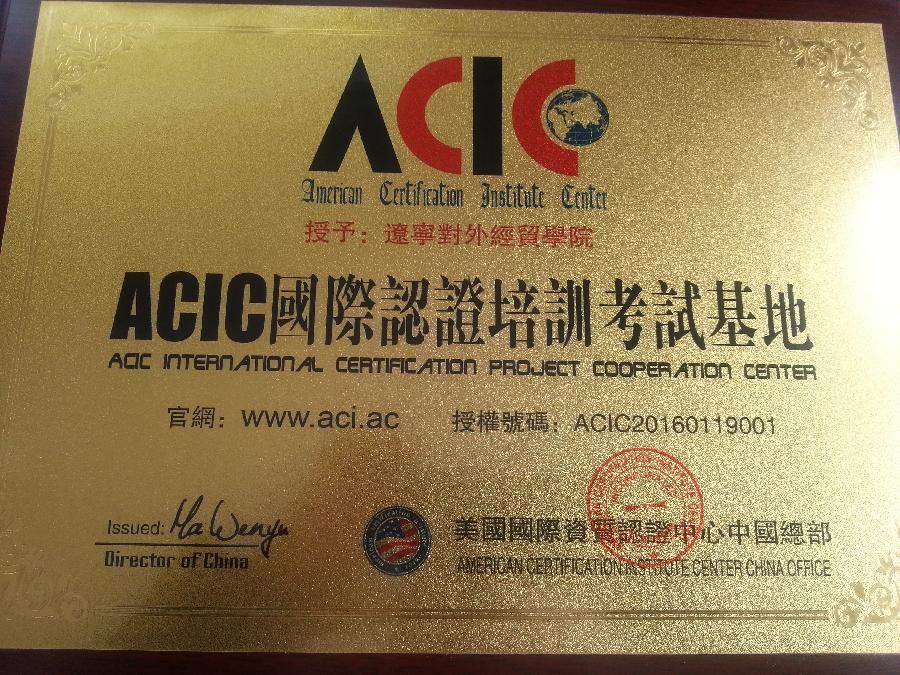 ACIC
American Certification Institute Center
授予：遼寧對外經貿學院
ACIC國際認證培訓考試基地
ACIC INTERNATIONAL CERTIFICATION PROJECT COOPERATION CENTER
官網：www.aci.ac 授權號碼：ACIC20160119001
Issued: Ma Wenyu
Director of China
美國國際資質認證中心中國總部
AMERICAN CERTIFICATION INSTITUTE CENTER CHINA OFFICE